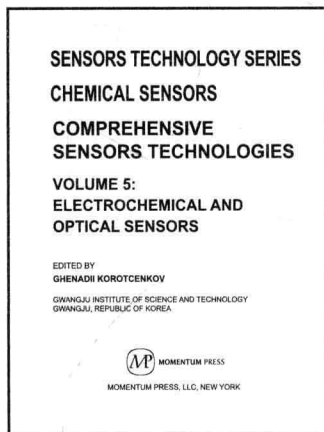 SENSORS TECHNOLOGY SERIES
CHEMICAL SENSORS
COMPREHENSIVE
SENSORS TECHNOLOGIES
VOLUME 5:
ELECTROCHEMICAL AND
OPTICAL SENSORS
EDITED BY
GHENADII KOROTCENKOV
GWANGJU INSTITUTE OF SCIENCE AND TECHNOLOGY
GWANGJU, REPUBLIC OF KOREA
MP MOMENTUM PRESS
MOMENTUM PRESS, LLC, NEW YORK